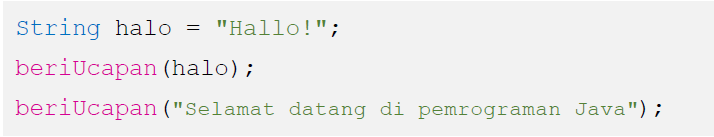 String halo = "Hallo!";
beriUcapan(halo);
beriUcapan("Selamat datang di pemrograman Java");